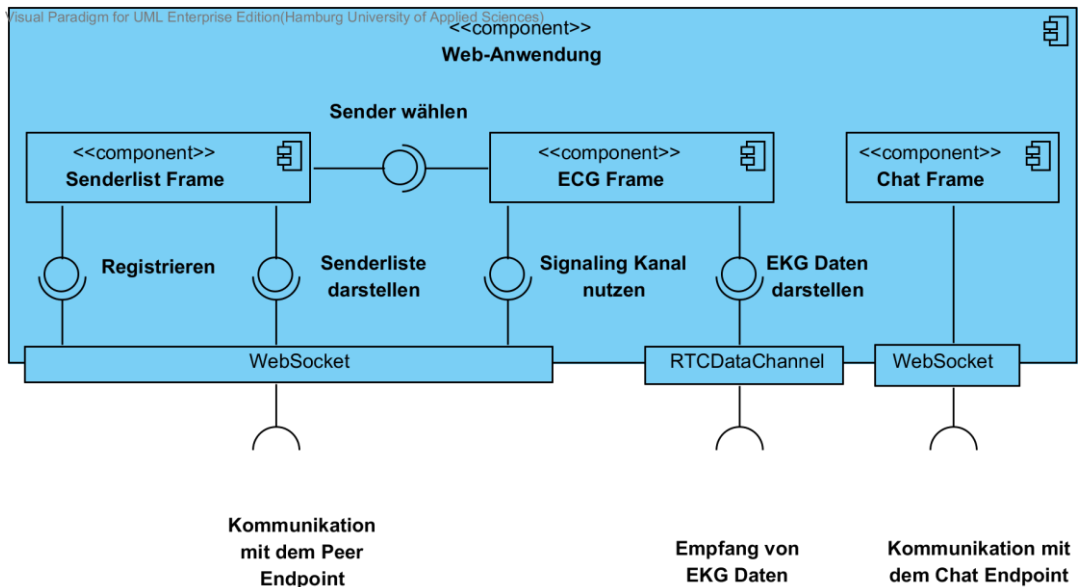 Visual Paradigm for UML Enterprise Edition(Hamburg University of Applied Sciences)
<<component>>
Web-Anwendung
Sender wählen
<<component>>
Senderlist Frame
<<component>>
ECG Frame
<<component>>
Chat Frame
Registrieren
Senderliste
darstellen
Signaling Kanal
nutzen
EKG Daten
darstellen
WebSocket
RTCDataChannel
WebSocket
Kommunikation
mit dem Peer
Endpoint
Empfang von
EKG Daten
Kommunikation mit
dem Chat Endpoint